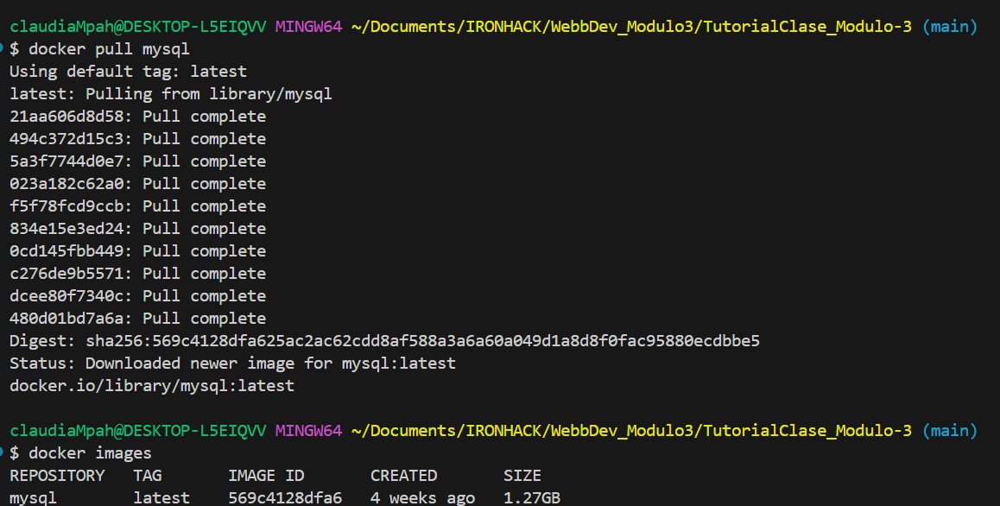 claudiaMpah@DESKTOP-L5EIQVV MINGW64 ~/Documents/IRONHACK/WebbDev_Modulo3/TutorialClase_Modulo-3 (main)
$ docker pull mysql
Using default tag: latest
latest: Pulling from library/mysql
21aa606d8d58: Pull complete
494c372d15c3: Pull complete
5a3f7744d0e7: Pull complete
023a182c62a0: Pull complete
f5f78fcd9ccb: Pull complete
834e15e3ed24: Pull complete
0cd145fbb449: Pull complete
c276de9b5571: Pull complete
dcee80f7340c: Pull complete
480d01bd7a6a: Pull complete
Digest: sha256:569c4128dfa625ac2ac62cdd8af588a3a6a60a049d1a8d8f0fac95880ecdbbe5
Status: Downloaded newer image for mysql:latest
docker.io/library/mysql:latest
claudiaMpah@DESKTOP-L5EIQVV MINGW64 ~/Documents/IRONHACK/WebbDev_Modulo3/TutorialClase_Modulo-3 (main)
$ docker images
REPOSITORY   TAG       IMAGE ID       CREATED       SIZE
mysql        latest    569c4128dfa6   4 weeks ago   1.27GB